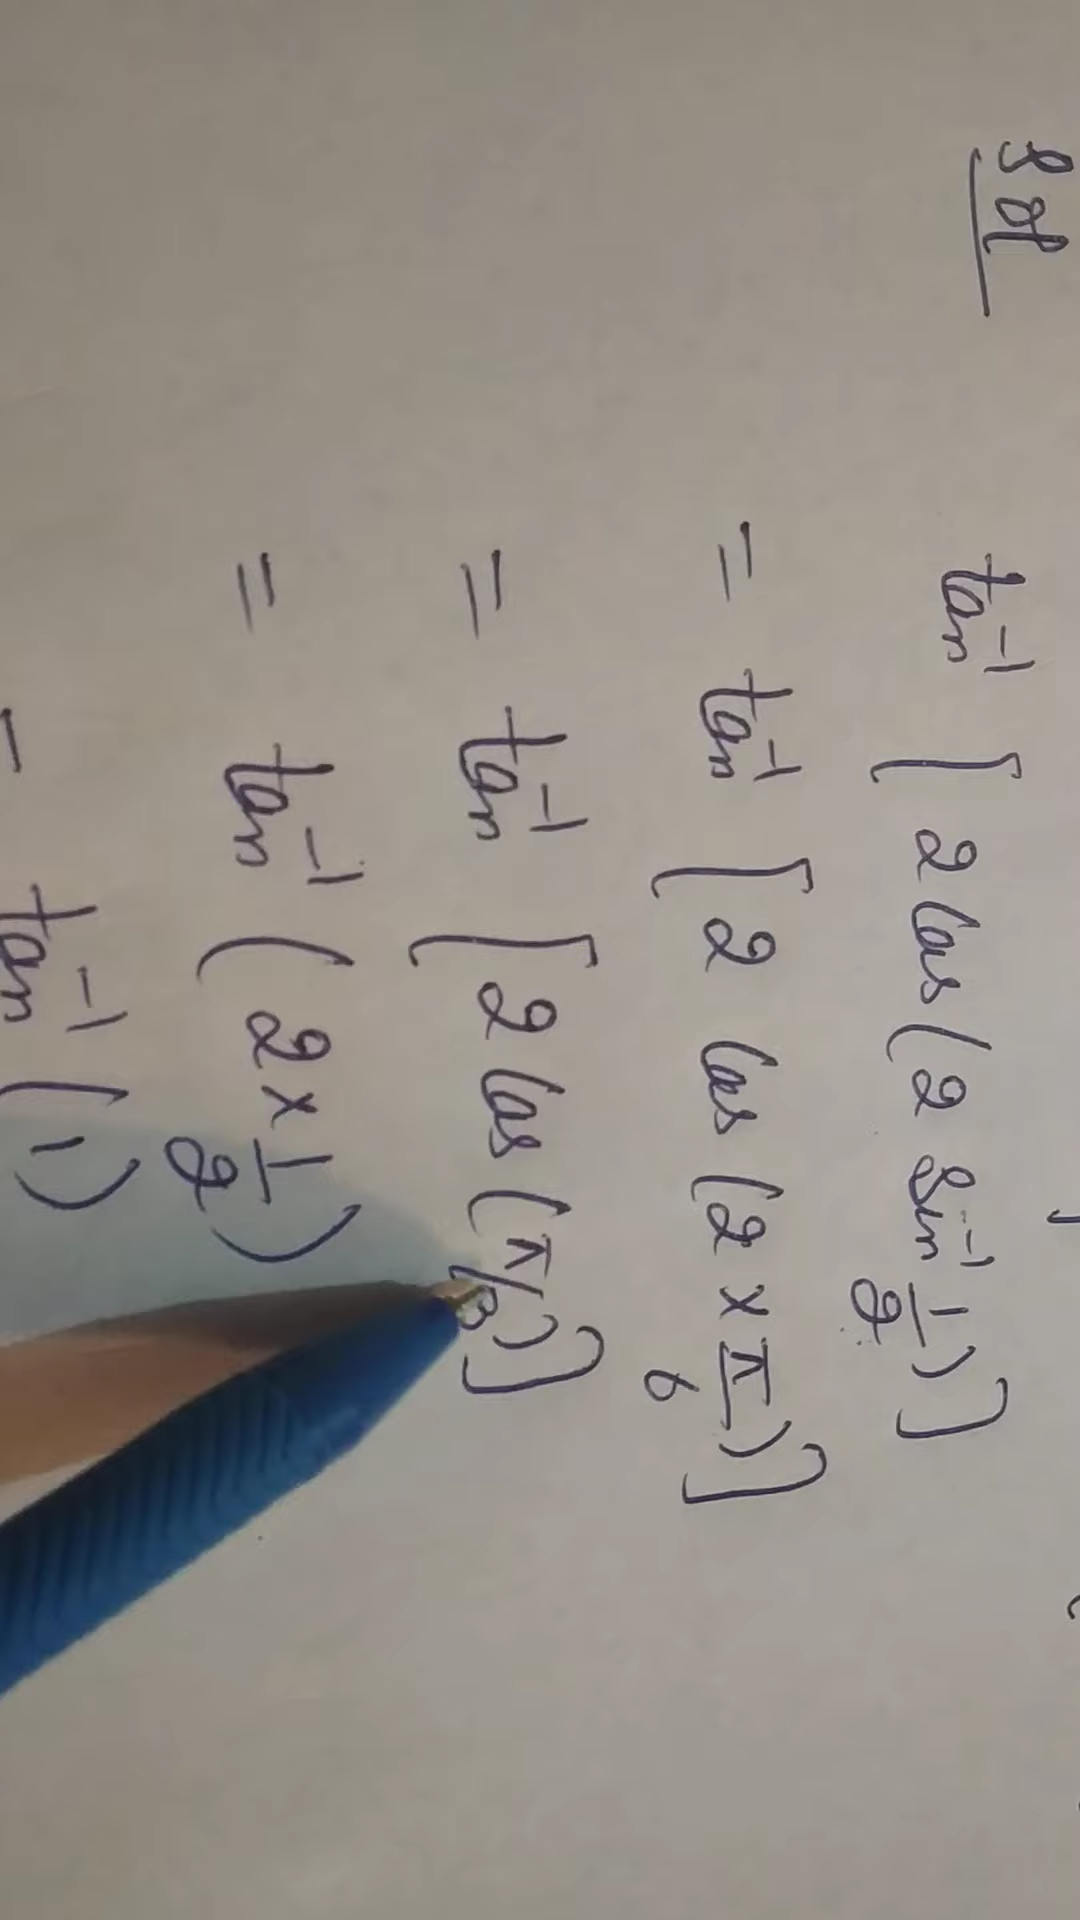 Sol
tan⁻¹ [2 cos (2 sin⁻¹ 1/2)]
= tan⁻¹ [2 cos (2 × π/6)]
= tan⁻¹ [2 cos (π/3)]
= tan⁻¹ (2 × 1/2)
= tan⁻¹ (1)